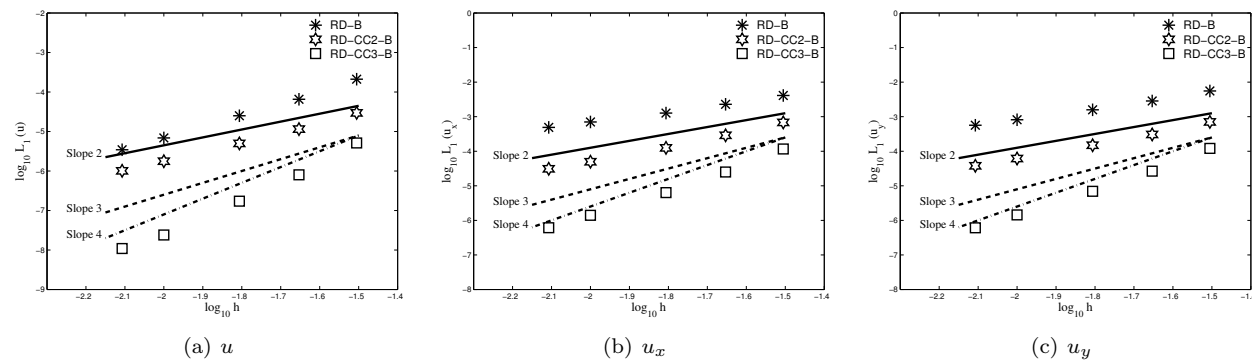 −2
−3
−4
−5
−6
−7
−8
−9
log10 L1 (u)
RD−B
RD−CC2−B
RD−CC3−B
Slope 2
Slope 3
Slope 4
−2.2 −2.1 −2 −1.9 −1.8 −1.7 −1.6 −1.5 −1.4
log10 h
(a) u
0
−1
−2
−3
−4
−5
−6
−7
−8
log10 L1 (ux)
RD−B
RD−CC2−B
RD−CC3−B
Slope 2
Slope 3
Slope 4
−2.2 −2.1 −2 −1.9 −1.8 −1.7 −1.6 −1.5 −1.4
log10 h
(b) ux
0
−1
−2
−3
−4
−5
−6
−7
−8
log10 L1 (uy)
RD−B
RD−CC2−B
RD−CC3−B
Slope 2
Slope 3
Slope 4
−2.2 −2.1 −2 −1.9 −1.8 −1.7 −1.6 −1.5 −1.4
log10 h
(c) uy